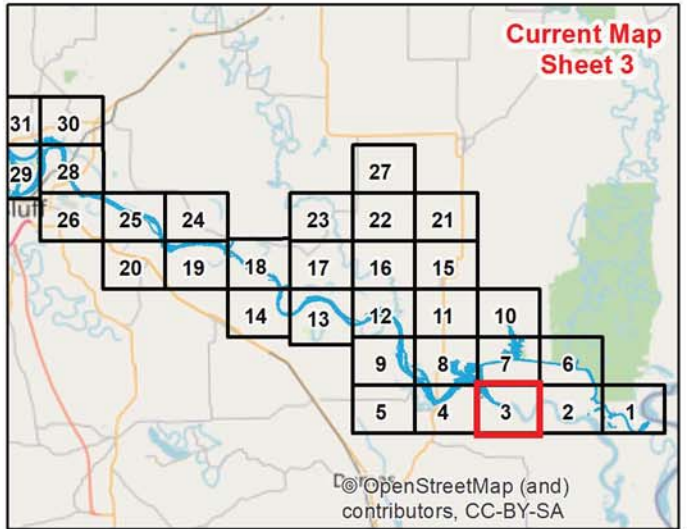 Current Map
Sheet 3
31 30
29 28 27
luff 26 25 24 23 22 21
20 19 18 17 16 15
14 13 12 11 10
9 8 7 6
5 4 3 2 1
© OpenStreetMap (and)
contributors, CC-BY-SA